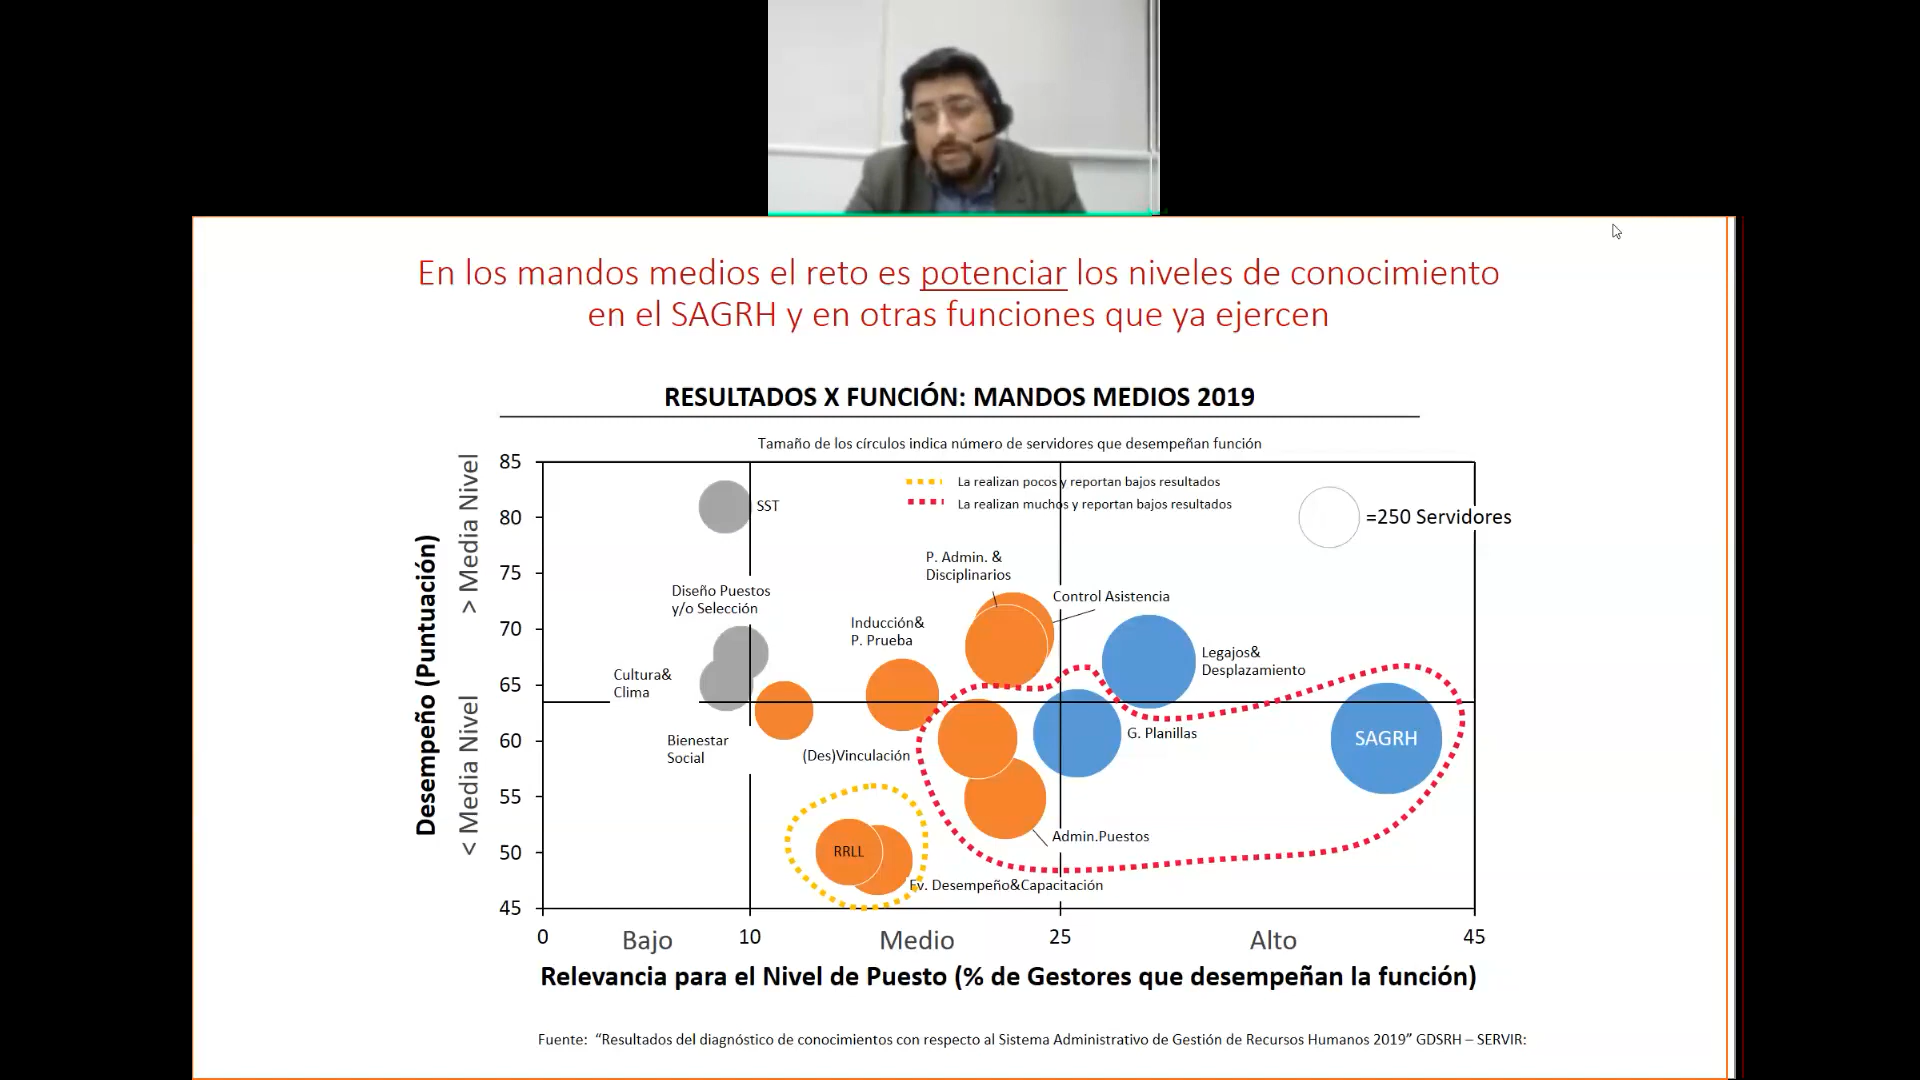 En los mandos medios el reto es potenciar los niveles de conocimiento
en el SAGRH y en otras funciones que ya ejercen
RESULTADOS X FUNCIÓN: MANDOS MEDIOS 2019
Tamaño de los círculos indica número de servidores que desempeñan función
Desempeño (Puntuación)
> Media Nivel
< Media Nivel
85
80
75
70
65
60
55
50
45
La realizan pocos y reportan bajos resultados
La realizan muchos y reportan bajos resultados
=250 Servidores
SST
P. Admin. &
Disciplinarios
Control Asistencia
Diseño Puestos
y/o Selección
Inducción&
P. Prueba
Legajos&
Desplazamiento
Cultura&
Clima
Bienestar
Social
(Des)Vinculación
G. Planillas
SAGRH
Admin.Puestos
RRLL
Ev. Desempeño&Capacitación
0
10
25
45
Bajo
Medio
Alto
Relevancia para el Nivel de Puesto (% de Gestores que desempeñan la función)
Fuente: “Resultados del diagnóstico de conocimientos con respecto al Sistema Administrativo de Gestión de Recursos Humanos 2019” GDSRH – SERVIR: